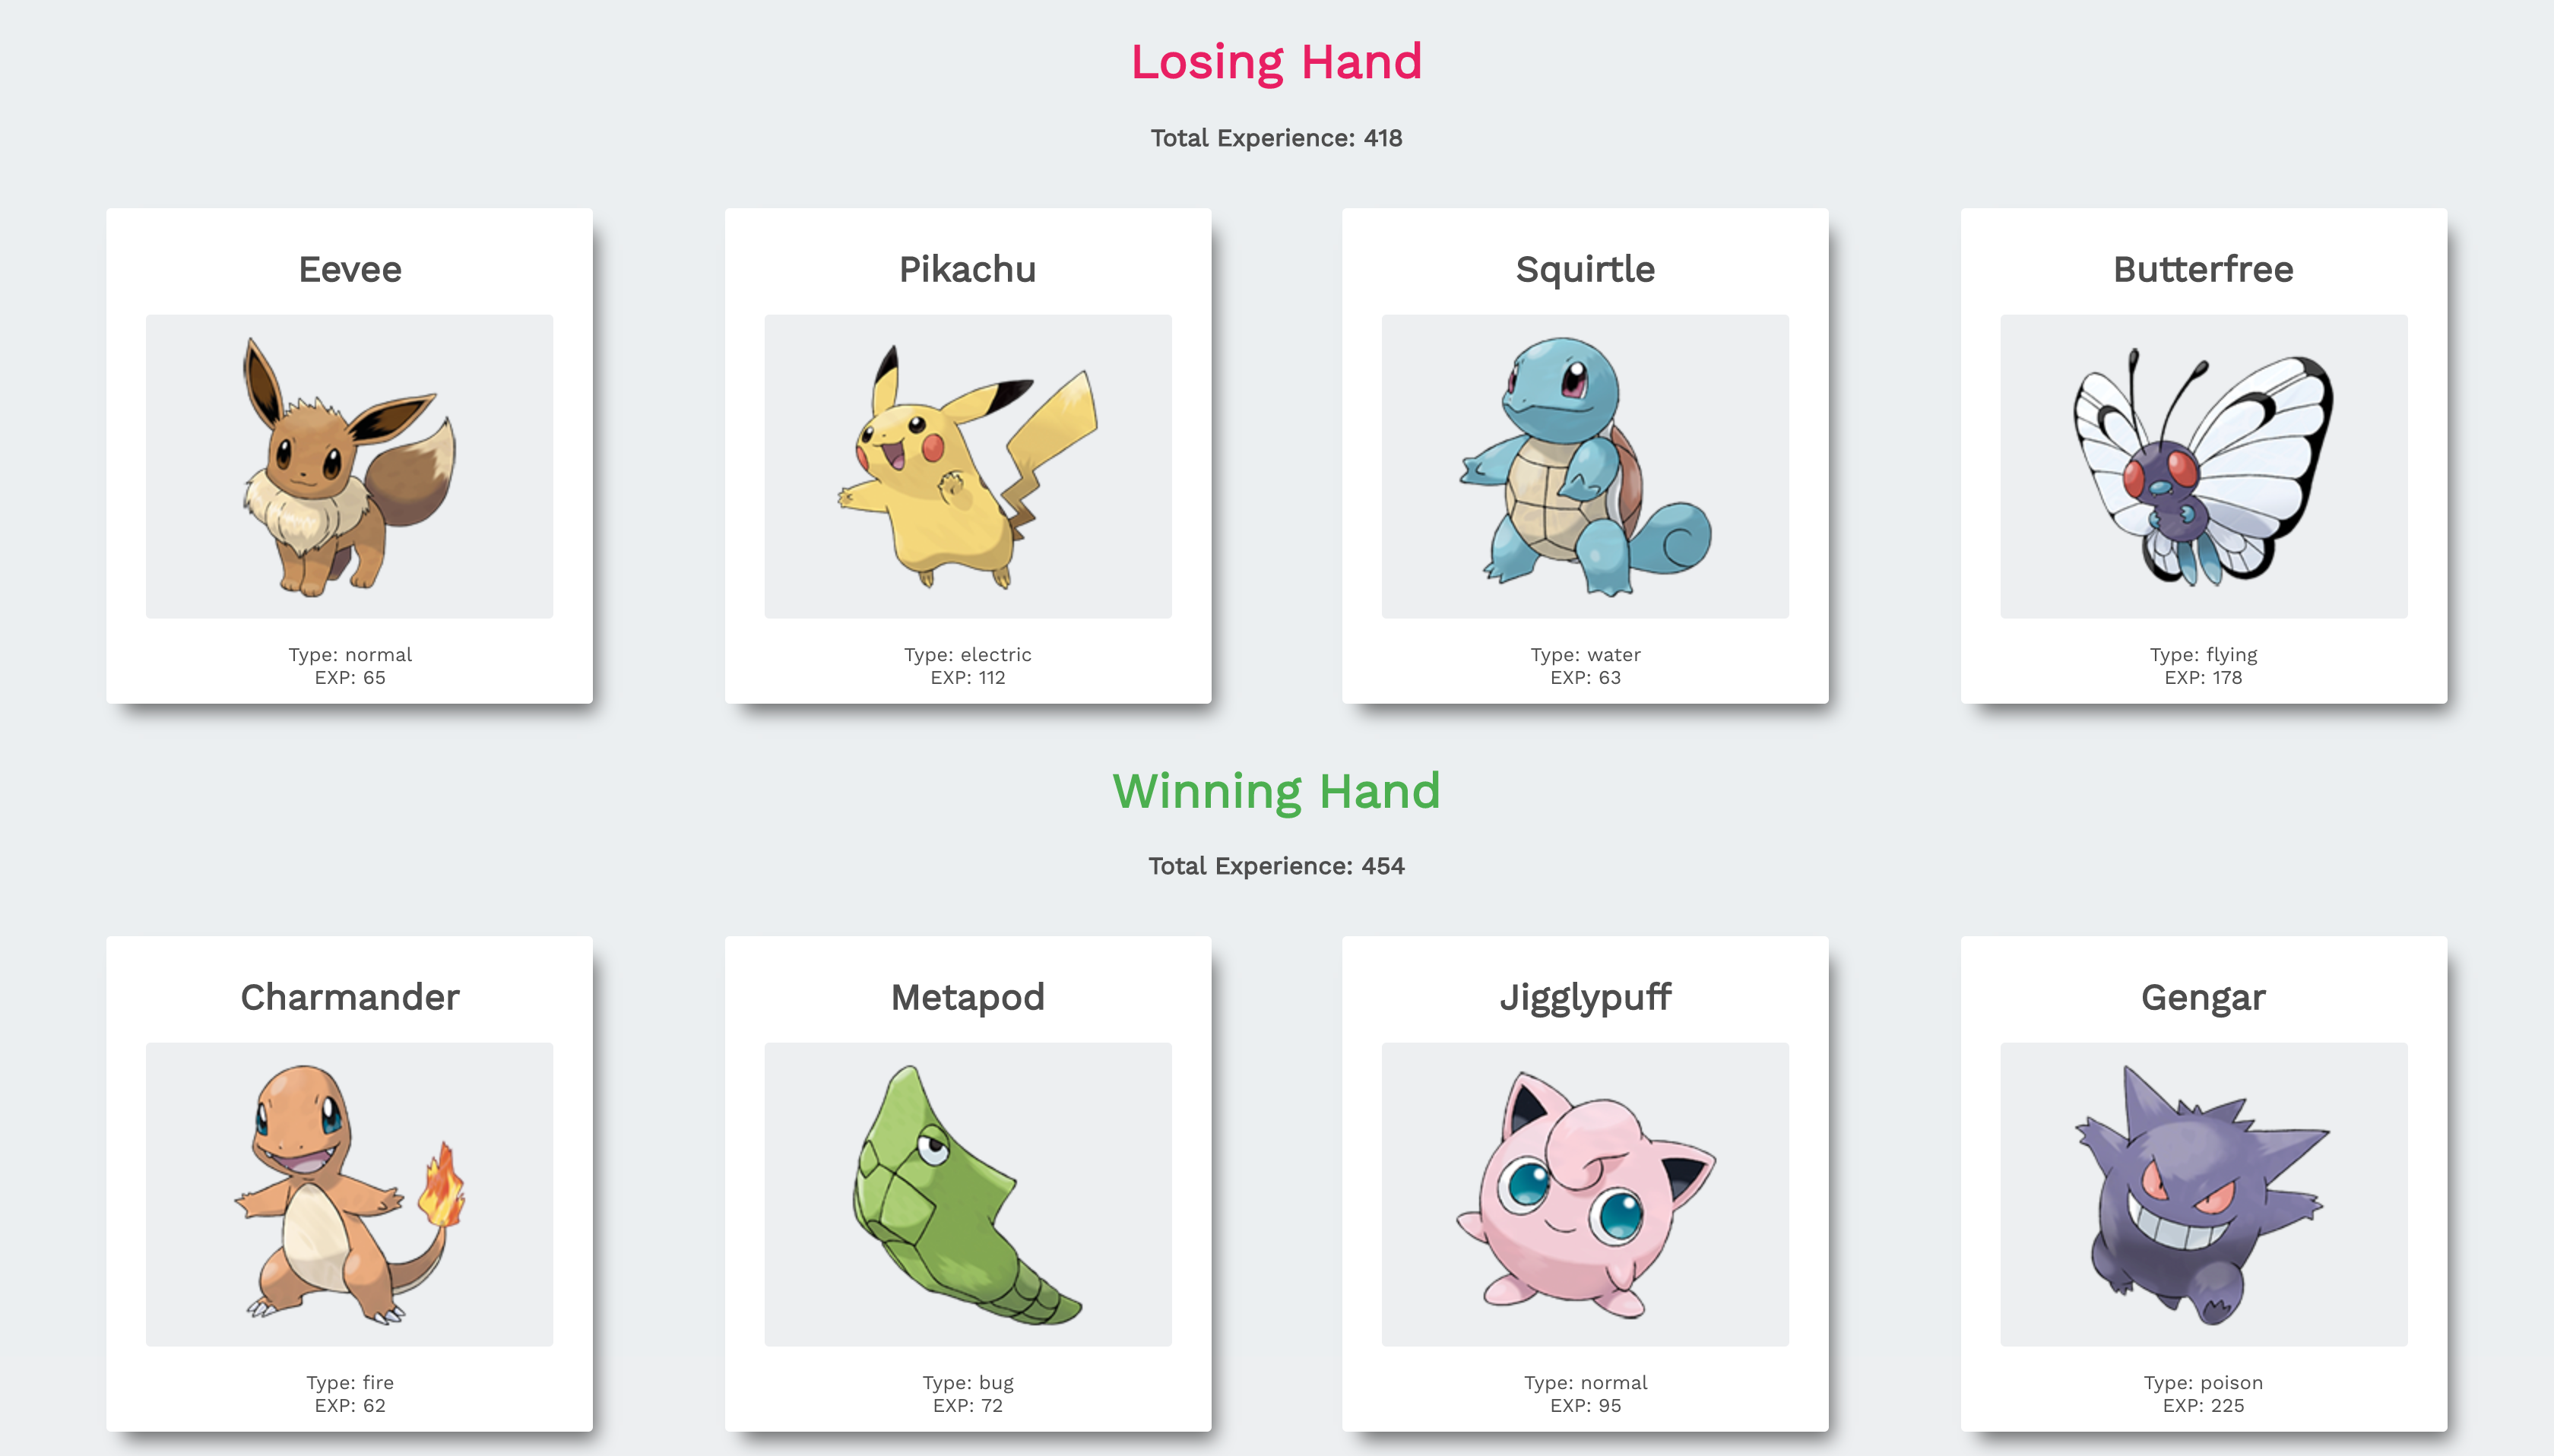 Losing Hand
Total Experience: 418
Eevee
Type: normal
EXP: 65
Pikachu
Type: electric
EXP: 112
Squirtle
Type: water
EXP: 63
Butterfree
Type: flying
EXP: 178
Winning Hand
Total Experience: 454
Charmander
Type: fire
EXP: 62
Metapod
Type: bug
EXP: 72
Jigglypuff
Type: normal
EXP: 95
Gengar
Type: poison
EXP: 225